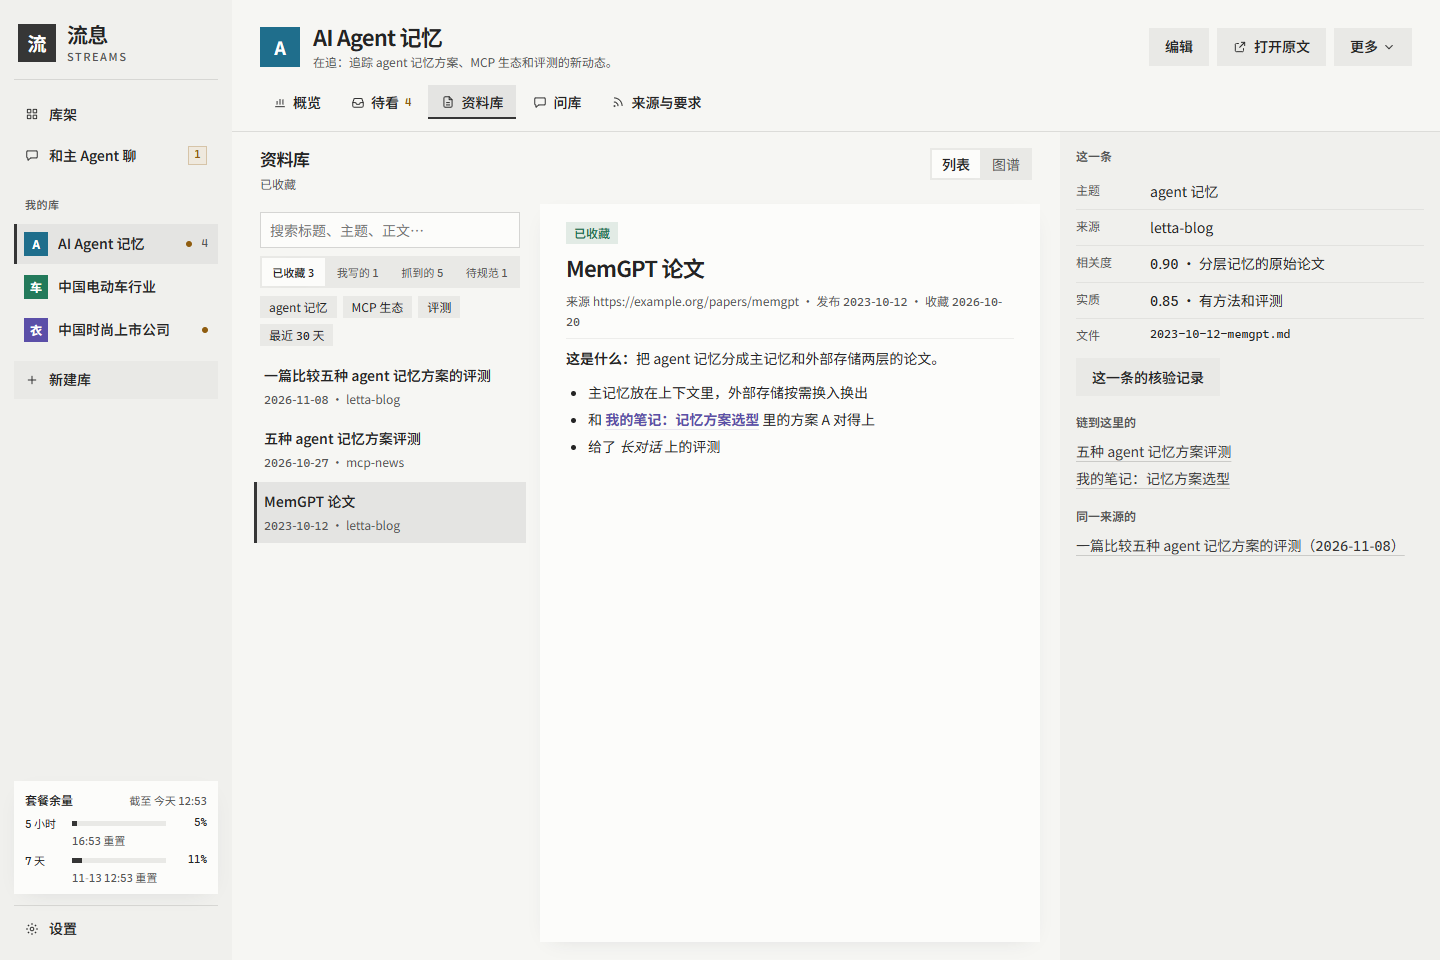 流
流息
STREAMS
库架
和主 Agent 聊
1
我的库
A
AI Agent 记忆
4
车
中国电动车行业
衣
中国时尚上市公司
新建库
套餐余量
截至 今天 12:53
5 小时
5%
16:53 重置
7 天
11%
11-13 12:53 重置
设置
A
AI Agent 记忆
在追：追踪 agent 记忆方案、MCP 生态和评测的新动态。
编辑
打开原文
更多
概览
待看 4
资料库
问库
来源与要求
资料库
已收藏
列表
图谱
搜索标题、主题、正文…
已收藏 3
我写的 1
抓到的 5
待规范 1
agent 记忆
MCP 生态
评测
最近 30 天
一篇比较五种 agent 记忆方案的评测
2026-11-08 · letta-blog
五种 agent 记忆方案评测
2026-10-27 · mcp-news
MemGPT 论文
2023-10-12 · letta-blog
已收藏
MemGPT 论文
来源 https://example.org/papers/memgpt · 发布 2023-10-12 · 收藏 2026-10-
20
这是什么：把 agent 记忆分成主记忆和外部存储两层的论文。
• 主记忆放在上下文里，外部存储按需换入换出
• 和 我的笔记：记忆方案选型 里的方案 A 对得上
• 给了 长对话 上的评测
这一条
主题
agent 记忆
来源
letta-blog
相关度
0.90 · 分层记忆的原始论文
实质
0.85 · 有方法和评测
文件
2023-10-12-memgpt.md
这一条的核验记录
链到这里的
五种 agent 记忆方案评测
我的笔记：记忆方案选型
同一来源的
一篇比较五种 agent 记忆方案的评测（2026-11-08）